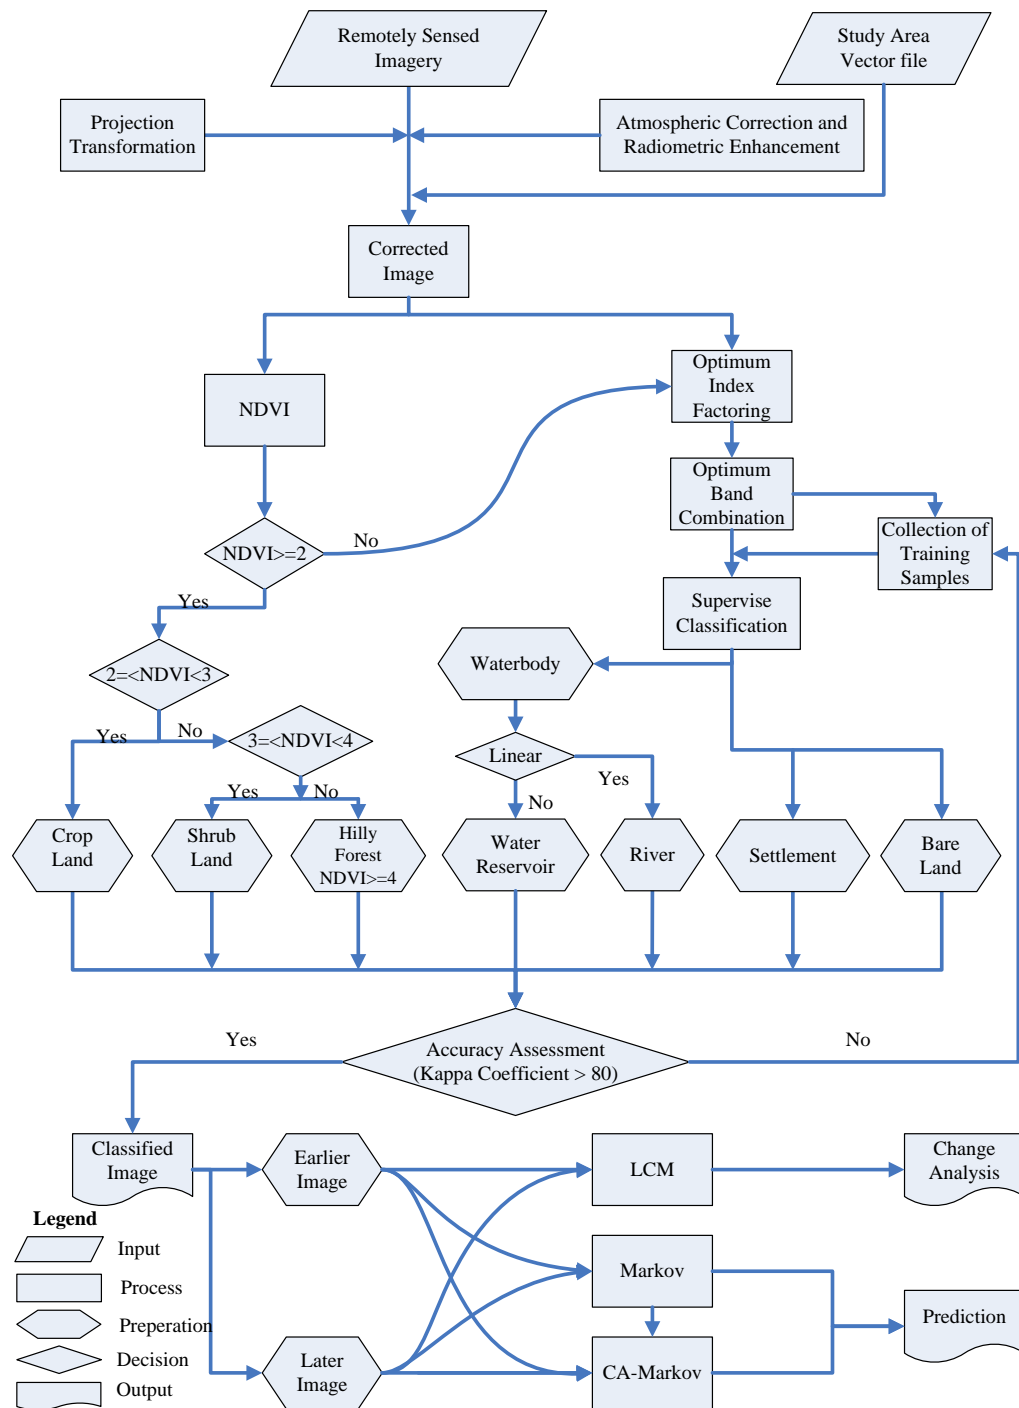 Remotely Sensed
Imagery
Study Area
Vector file
Projection
Transformation
Atmospheric Correction and
Radiometric Enhancement
Corrected
Image
NDVI
Optimum
Index
Factoring
Optimum
Band
Combination
Collection of
Training
Samples
NDVI>=2
No
Yes
Supervise
Classification
2=<NDVI<3
Waterbody
Yes
No
3=<NDVI<4
Linear
Yes
No
Yes
No
Crop
Land
Shrub
Land
Hilly
Forest
NDVI>=4
Water
Reservoir
River
Settlement
Bare
Land
Yes
Accuracy Assessment
(Kappa Coefficient > 80)
No
Classified
Image
Earlier
Image
LCM
Change
Analysis
Legend
Input
Process
Preperation
Decision
Output
Markov
Prediction
Later
Image
CA-Markov